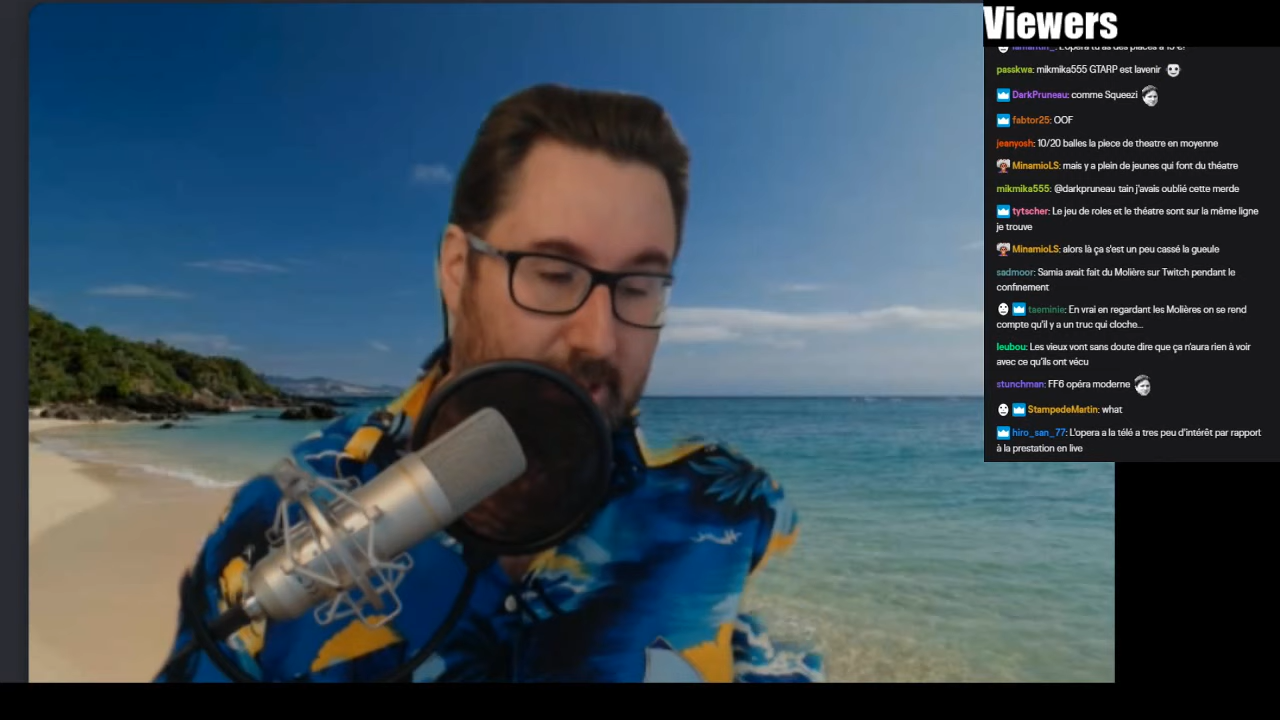 Viewers
passkwa: mikmika555 GTARP est lavenir
DarkPruneau: comme Squeezi
fabtor25: OOF
jeanyosh: 10/20 balles la piece de theatre en moyenne
MinamioLS: mais y a plein de jeunes qui font du théatre
mikmika555: @darkpruneau tain j'avais oublié cette merde
tytscher: Le jeu de roles et le théatre sont sur la même ligne
je trouve
MinamioLS: alors là ça s'est un peu cassé la gueule
sadmoor: Samia avait fait du Molière sur Twitch pendant le
confinement
taeminie: En vrai en regardant les Molières on se rend
compte qu'il y a un truc qui cloche...
leubou: Les vieux vont sans doute dire que ça n'aura rien à voir
avec ce qu'ils ont vécu
stunchman: FF6 opéra moderne
StampedeMartin: what
hiro_san_77: L'opera a la télé a tres peu d'intérêt par rapport
à la prestation en live